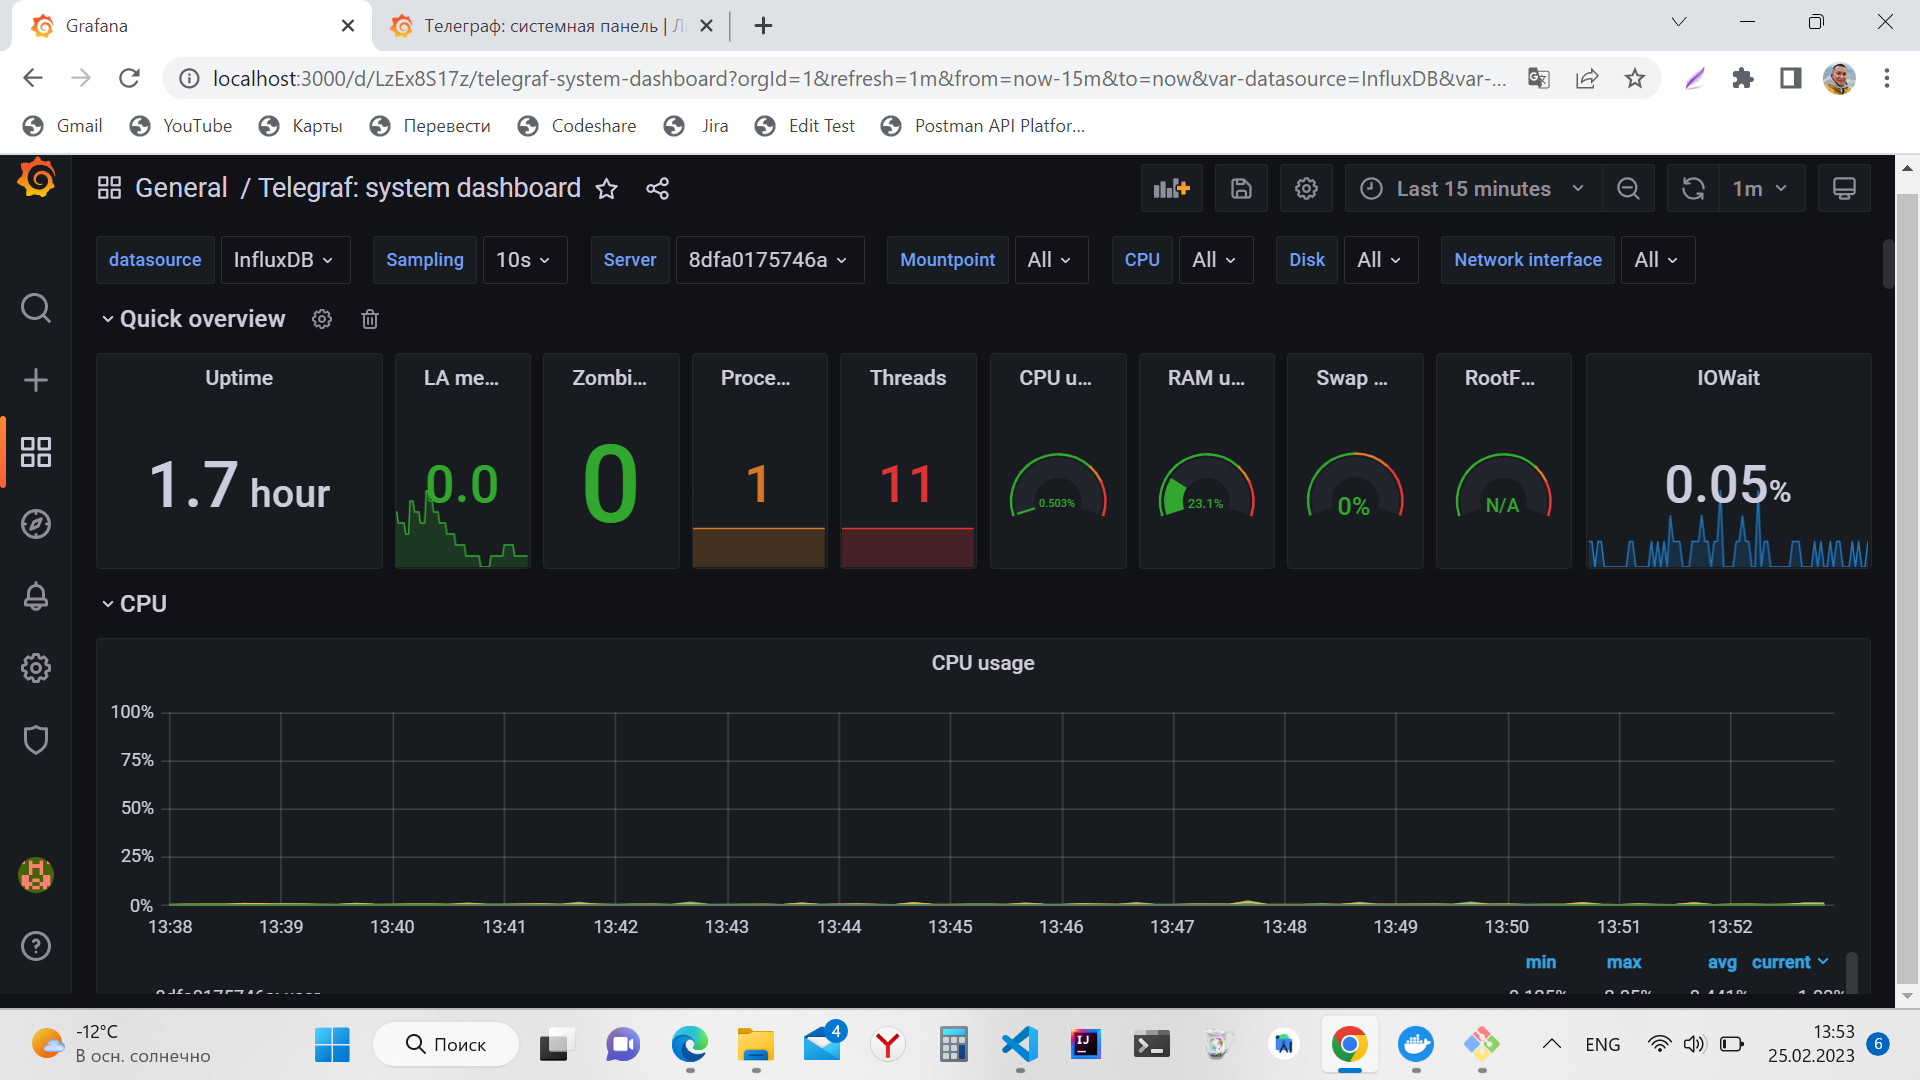 Grafana
Телеграф: системная панель | Л
localhost:3000/d/LzEx8S17z/telegraf-system-dashboard?orgId=1&refresh=1m&from=now-15m&to=now&var-datasource=InfluxDB&var-...
Gmail YouTube Карты Перевести Codeshare Jira Edit Test Postman API Platfor...
General / Telegraf: system dashboard
Last 15 minutes
1m
datasource InfluxDB Sampling 10s Server 8dfa0175746a Mountpoint All CPU All Disk All Network interface All
Quick overview
Uptime LA me... Zombi... Proce... Threads CPU u... RAM u... Swap ... RootF... IOWait
1.7 hour 0.0 0 1 11 0.503% 23.1% 0% N/A 0.05%
CPU
CPU usage
100%
75%
50%
25%
0%
13:38 13:39 13:40 13:41 13:42 13:43 13:44 13:45 13:46 13:47 13:48 13:49 13:50 13:51 13:52
min max avg current
-12°C
В осн. солнечно
Поиск
4
IJ
ENG
13:53
25.02.2023
6